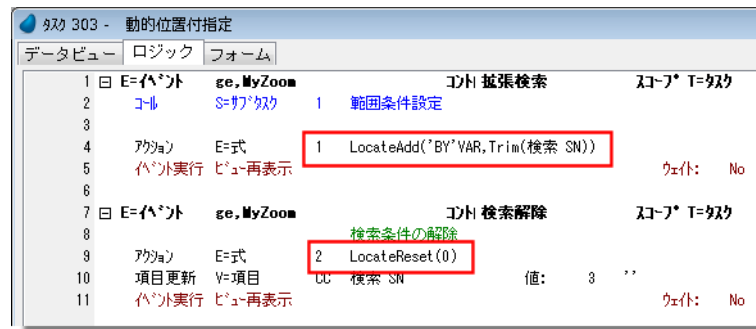 タスク 303 - 動的位置付指定
データビュー ロジック フォーム
1 E=イベント ge,MyZoom コントロ 拡張検索 スコープ T=タスク
2 コール S=サブタスク 1 範囲条件設定
3
4 アクション E=式 1 LocateAdd('BY'VAR,Trim(検索 SN))
5 イベント実行 ビュー再表示 ウェイト: No
6
7 E=イベント ge,MyZoom コントロ 検索解除 スコープ T=タスク
8 検索条件の解除
9 アクション E=式 2 LocateReset(0)
10 項目更新 V=項目 CC 検索 SN 値: 3 ''
11 イベント実行 ビュー再表示 ウェイト: No